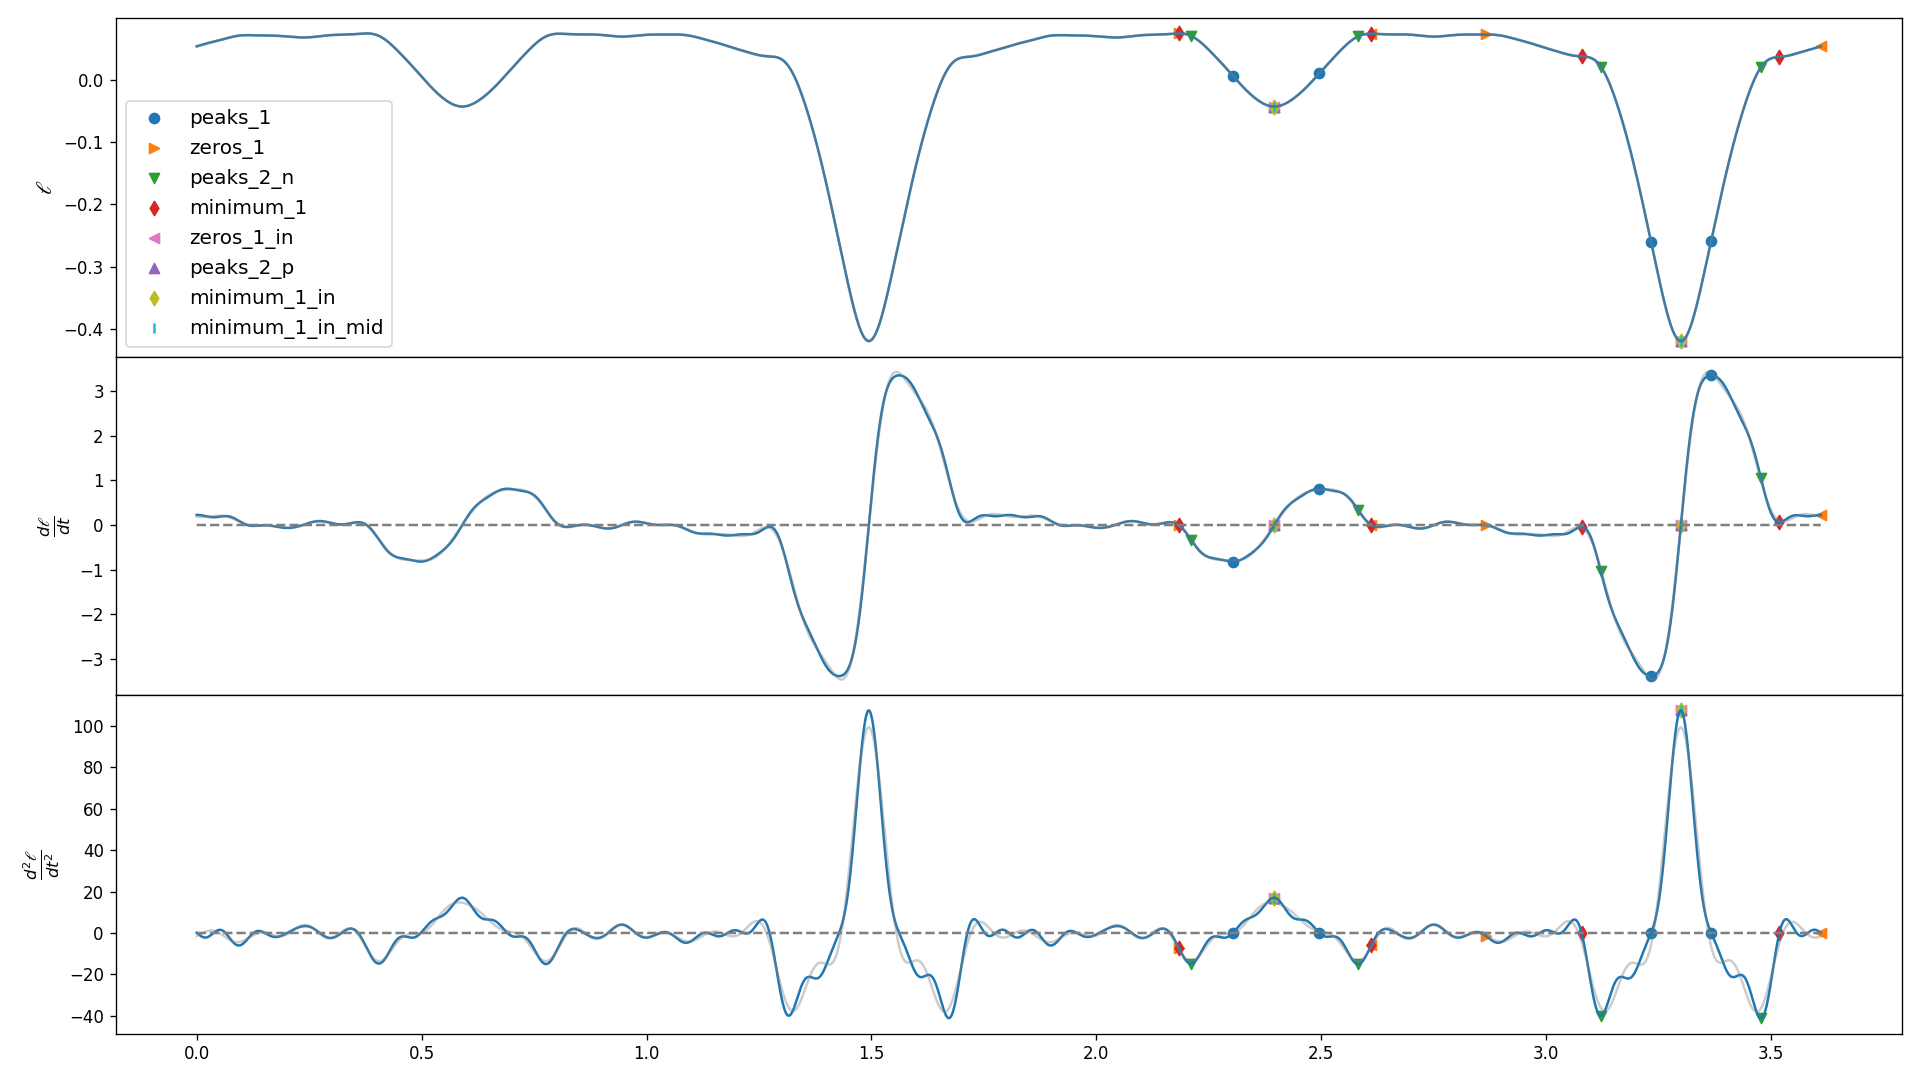 0.0
−0.1
−0.2
−0.3
−0.4
ℓ
peaks_1
zeros_1
peaks_2_n
minimum_1
zeros_1_in
peaks_2_p
minimum_1_in
minimum_1_in_mid
3
2
1
0
−1
−2
−3
dℓ
dt
100
80
60
40
20
0
−20
−40
d²ℓ
dt²
0.0 0.5 1.0 1.5 2.0 2.5 3.0 3.5